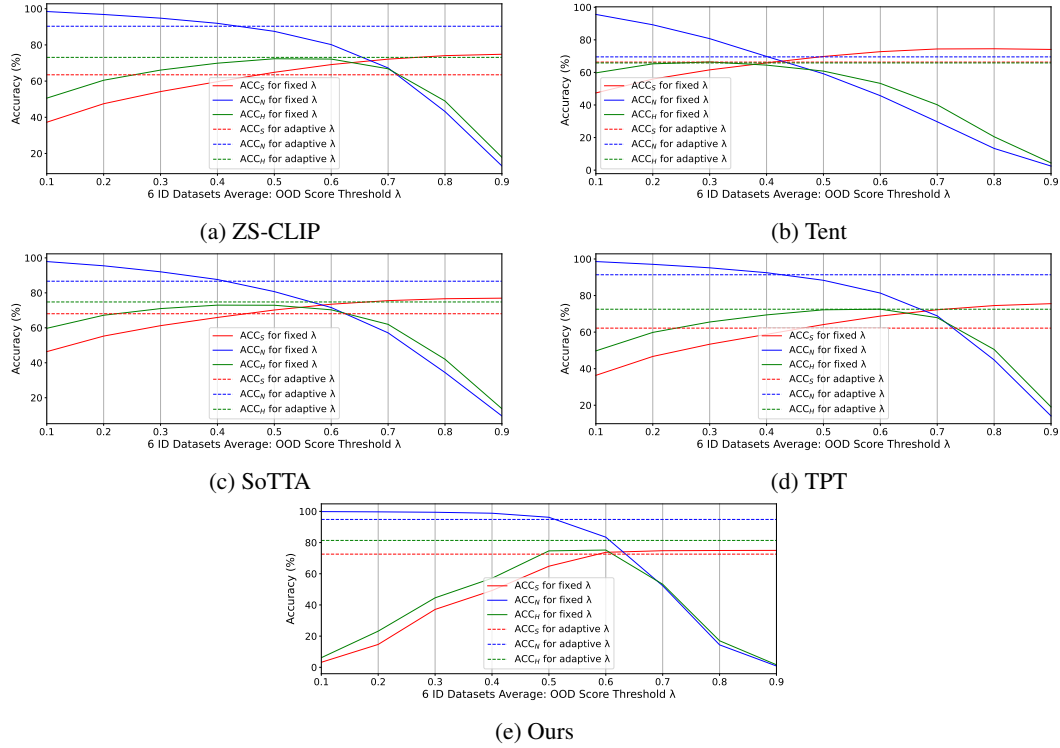 100
80
60
40
20
Accuracy (%)
ACC_S for fixed λ
ACC_N for fixed λ
ACC_H for fixed λ
ACC_S for adaptive λ
ACC_N for adaptive λ
ACC_H for adaptive λ
0.1 0.2 0.3 0.4 0.5 0.6 0.7 0.8 0.9
6 ID Datasets Average: OOD Score Threshold λ
(a) ZS-CLIP
100
80
60
40
20
0
Accuracy (%)
ACC_S for fixed λ
ACC_N for fixed λ
ACC_H for fixed λ
ACC_S for adaptive λ
ACC_N for adaptive λ
ACC_H for adaptive λ
0.1 0.2 0.3 0.4 0.5 0.6 0.7 0.8 0.9
6 ID Datasets Average: OOD Score Threshold λ
(b) Tent
100
80
60
40
20
Accuracy (%)
ACC_S for fixed λ
ACC_N for fixed λ
ACC_H for fixed λ
ACC_S for adaptive λ
ACC_N for adaptive λ
ACC_H for adaptive λ
0.1 0.2 0.3 0.4 0.5 0.6 0.7 0.8 0.9
6 ID Datasets Average: OOD Score Threshold λ
(c) SoTTA
100
80
60
40
20
Accuracy (%)
ACC_S for fixed λ
ACC_N for fixed λ
ACC_H for fixed λ
ACC_S for adaptive λ
ACC_N for adaptive λ
ACC_H for adaptive λ
0.1 0.2 0.3 0.4 0.5 0.6 0.7 0.8 0.9
6 ID Datasets Average: OOD Score Threshold λ
(d) TPT
100
80
60
40
20
0
Accuracy (%)
ACC_S for fixed λ
ACC_N for fixed λ
ACC_H for fixed λ
ACC_S for adaptive λ
ACC_N for adaptive λ
ACC_H for adaptive λ
0.1 0.2 0.3 0.4 0.5 0.6 0.7 0.8 0.9
6 ID Datasets Average: OOD Score Threshold λ
(e) Ours